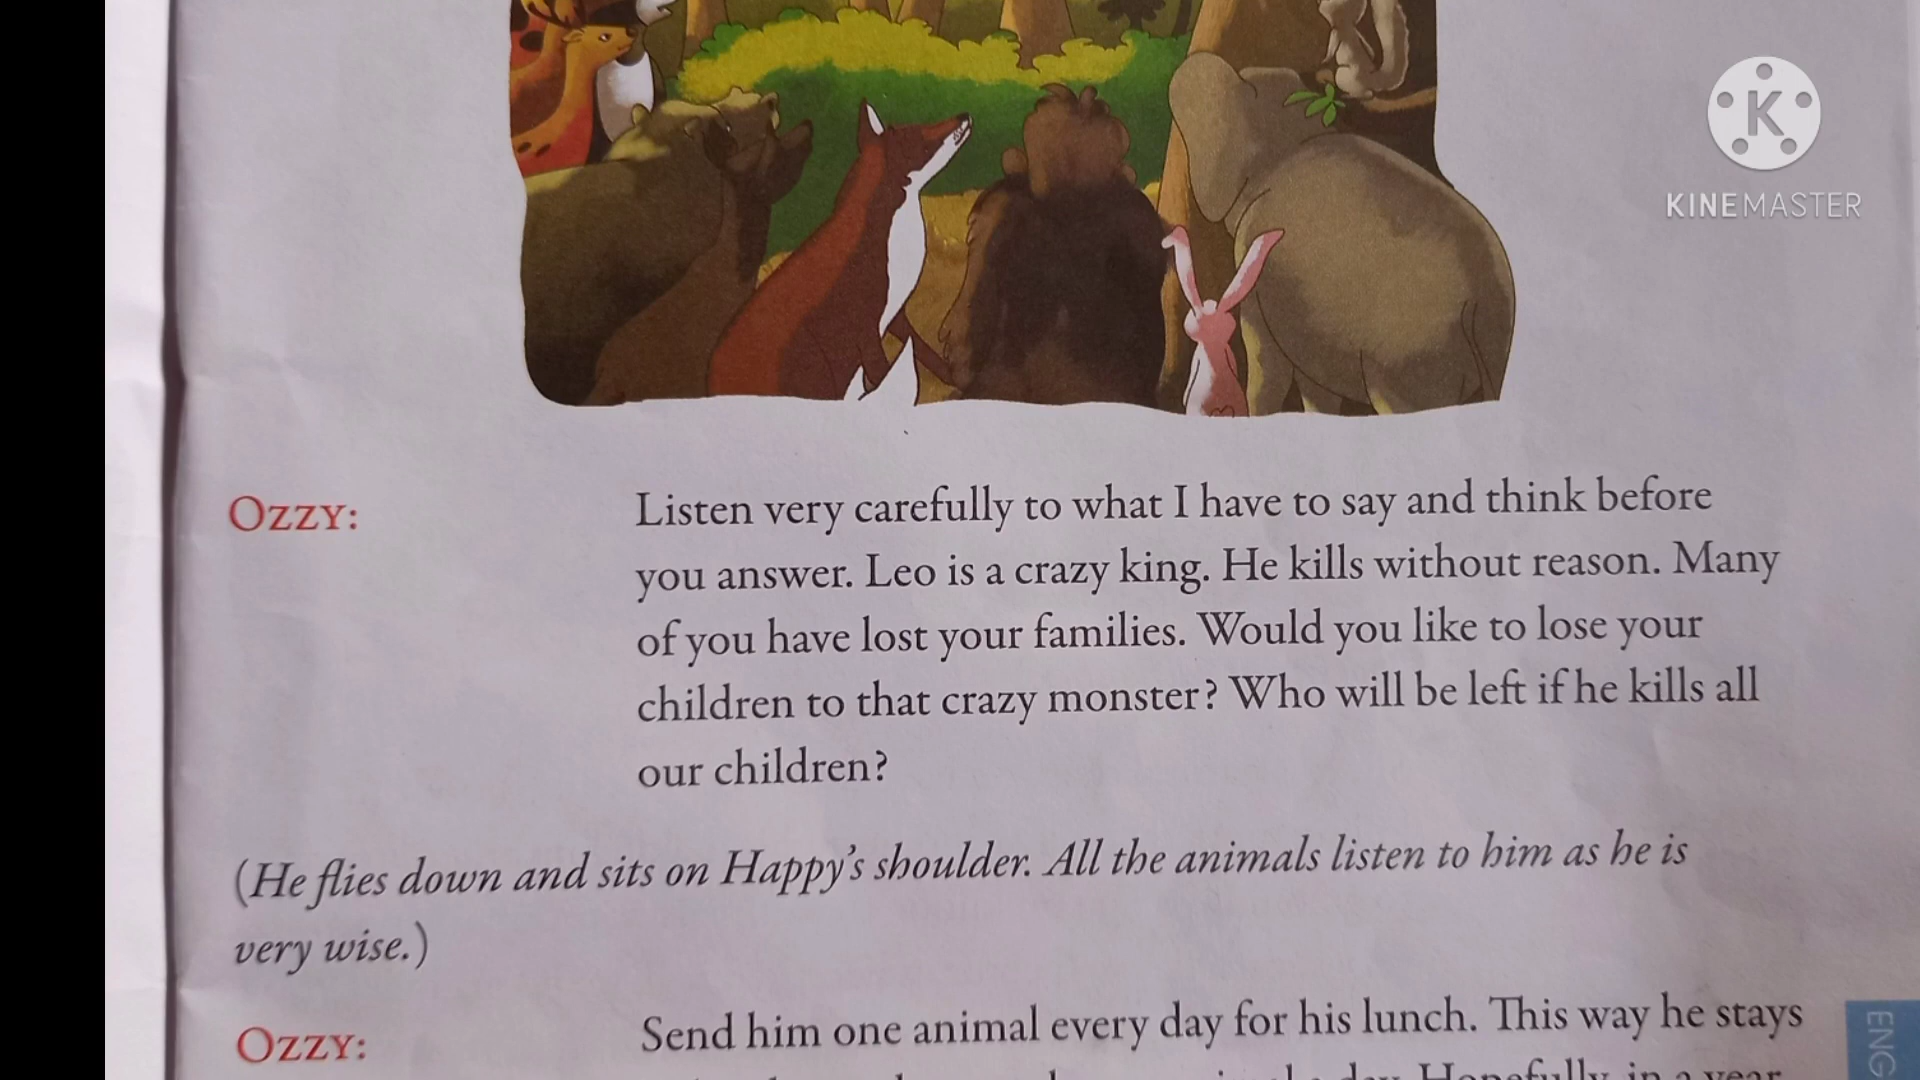 KINEMASTER
OZZY: Listen very carefully to what I have to say and think before
you answer. Leo is a crazy king. He kills without reason. Many
of you have lost your families. Would you like to lose your
children to that crazy monster? Who will be left if he kills all
our children?
(He flies down and sits on Happy's shoulder. All the animals listen to him as he is
very wise.)
OZZY: Send him one animal every day for his lunch. This way he stays
Hopefully, in a year
ENG